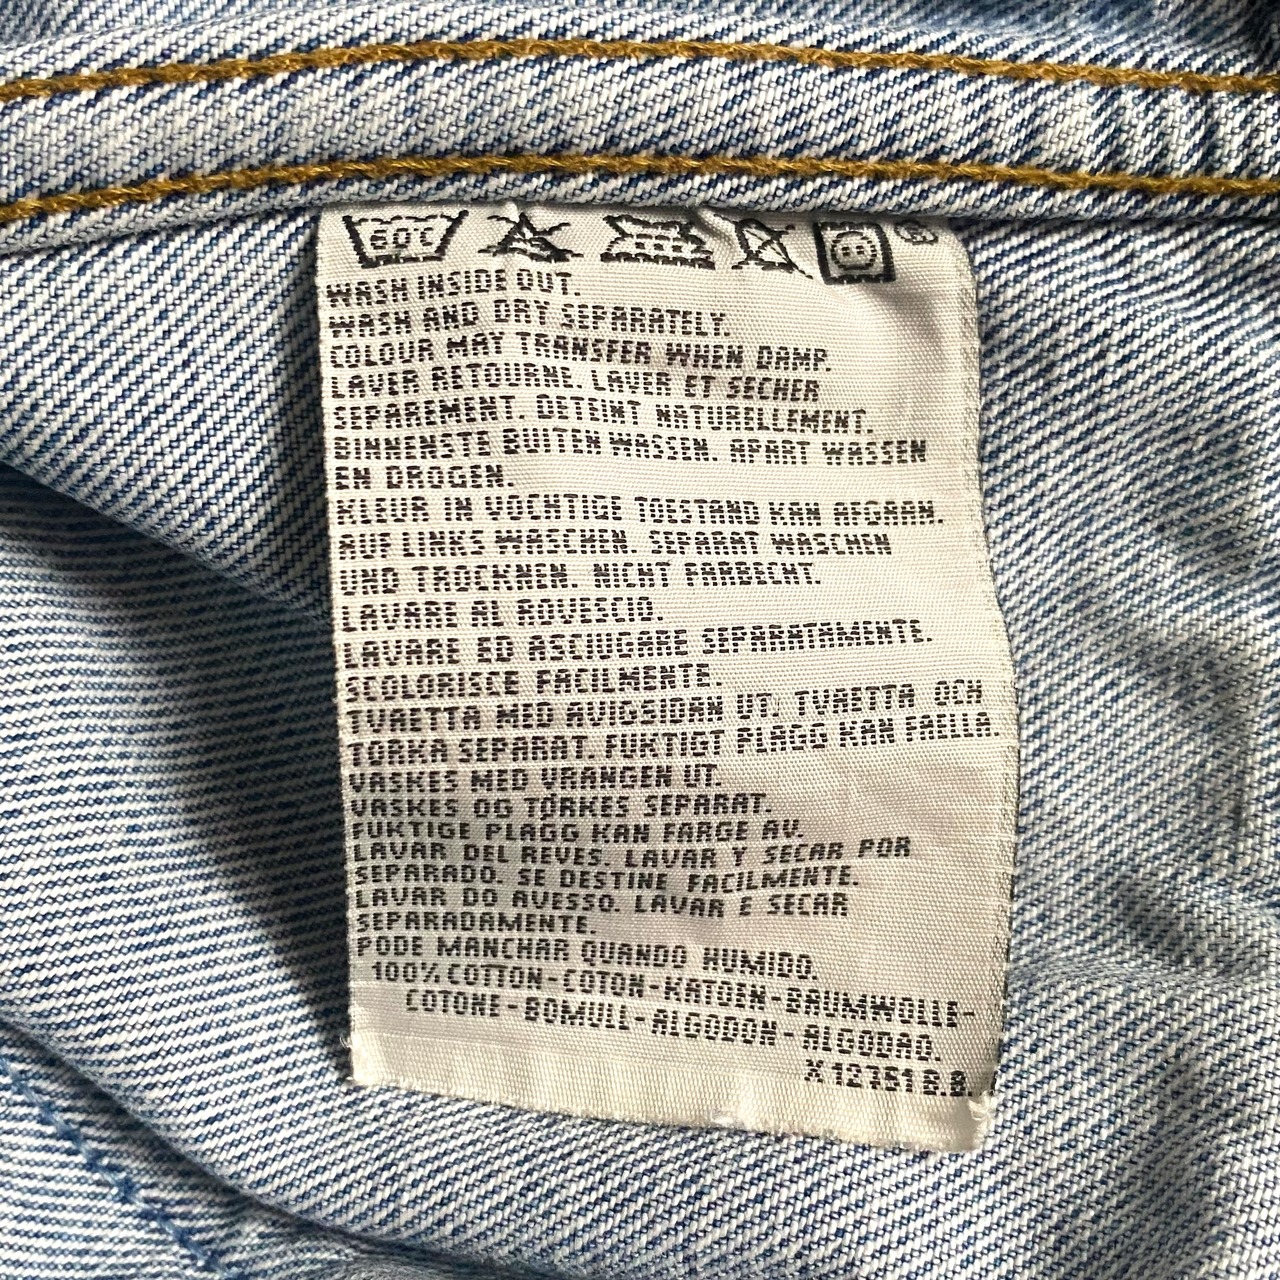 60°C
WASH INSIDE OUT.
WASH AND DRY SEPARATELY.
COLOUR MAY TRANSFER WHEN DAMP.
LAVER RETOURNE. LAVER ET SECHER
SEPAREMENT. DETEINT NATURELLEMENT.
BINNENSTE BUITEN WASSEN. APART WASSEN
EN DROGEN.
KLEUR IN VOCHTIGE TOESTAND KAN AFGAAN.
AUF LINKS WASCHEN. SEPARAT WASCHEN
UND TROCKNEN. NICHT FARBECHT.
LAVARE AL ROVESCIO.
LAVARE ED ASCIUGARE SEPARATAMENTE.
SCOLORISCE FACILMENTE.
TVAETTA MED AVIGSIDAN UT. TVAETTA OCH
TORKA SEPARAT. FUKTIGT PLAGG KAN FAELLA.
VASKES MED VRANGEN UT.
VASKES OG TØRKES SEPARAT.
FUKTIGE PLAGG KAN FARGE AV.
LAVAR DEL REVES. LAVAR Y SECAR POR
SEPARADO. SE DESTINE FACILMENTE.
LAVAR DO AVESSO. LAVAR E SECAR
SEPARADAMENTE.
PODE MANCHAR QUANDO HUMIDO.
100% COTTON-COTON-KATOEN-BAUMWOLLE-
COTONE-BOMULL-ALGODON-ALGODAO.
X12751 B.B.